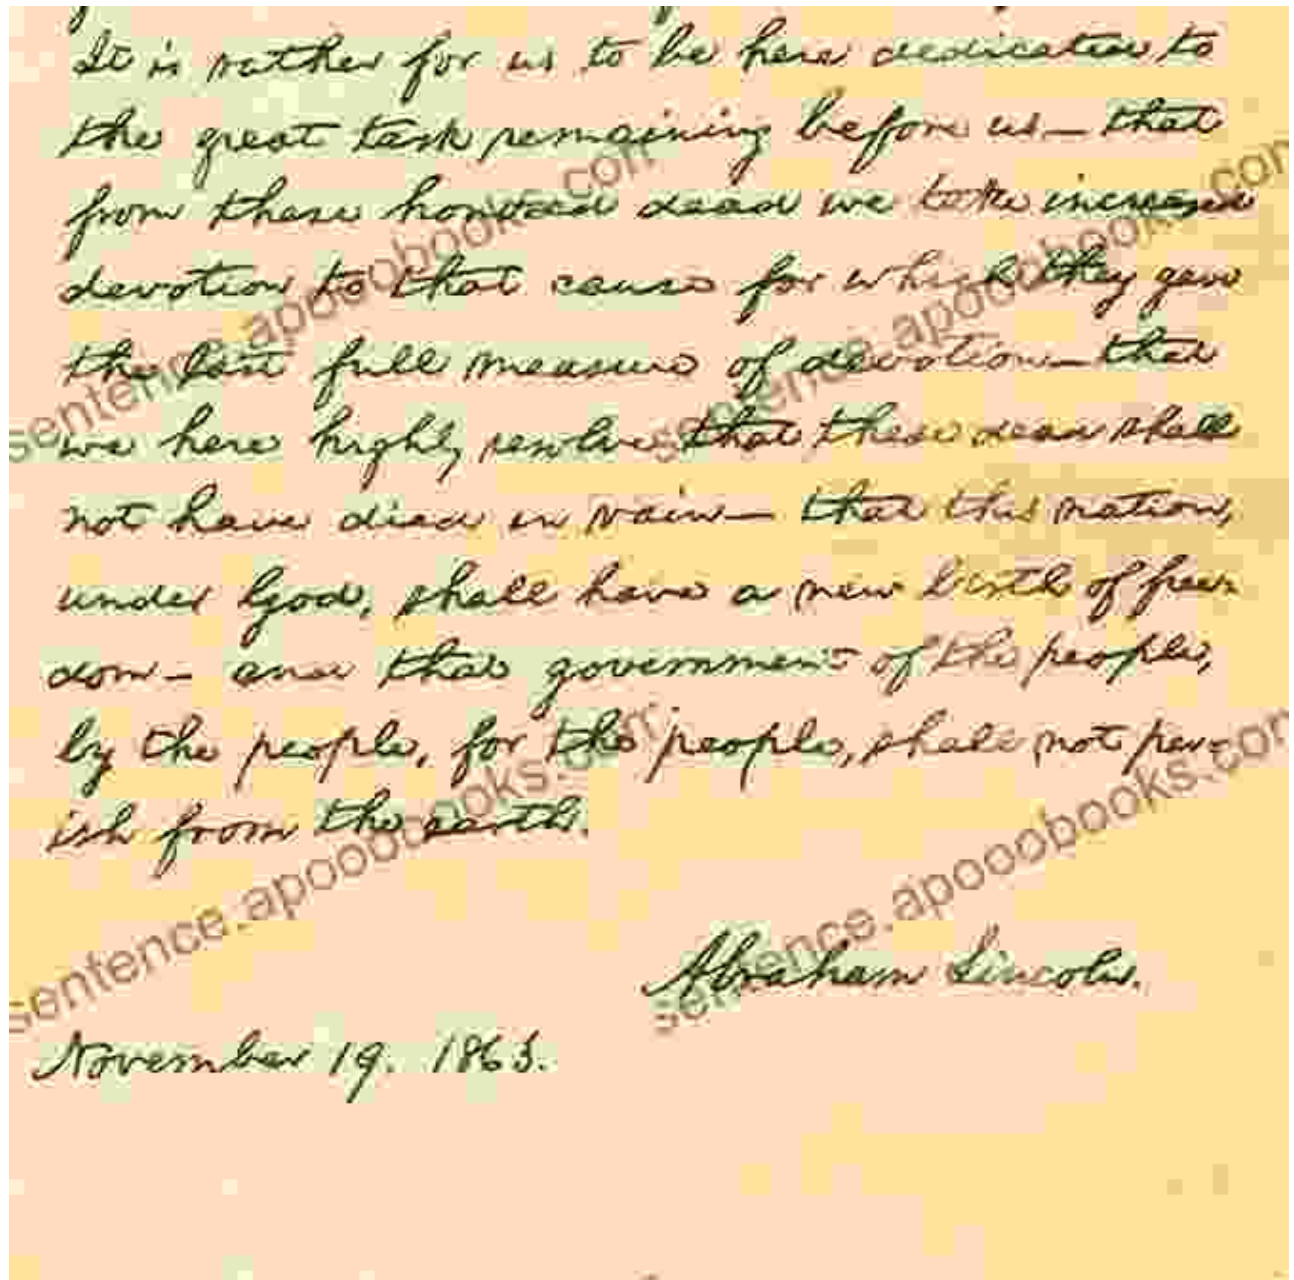 It is rather for us to be here dedicated to
the great task remaining before us — that
from these honored dead we take increased
devotion to that cause for which they gave
the last full measure of devotion — that
we here highly resolve that these dead shall
not have died in vain — that this nation,
under God, shall have a new birth of free-
dom — and that government of the people,
by the people, for the people, shall not per-
ish from the earth.
Abraham Lincoln.
November 19. 1863.
sentence.apooobooks.com
sentence.apooobooks.com
sentence.apooobooks.com
sentence.apooobooks.com